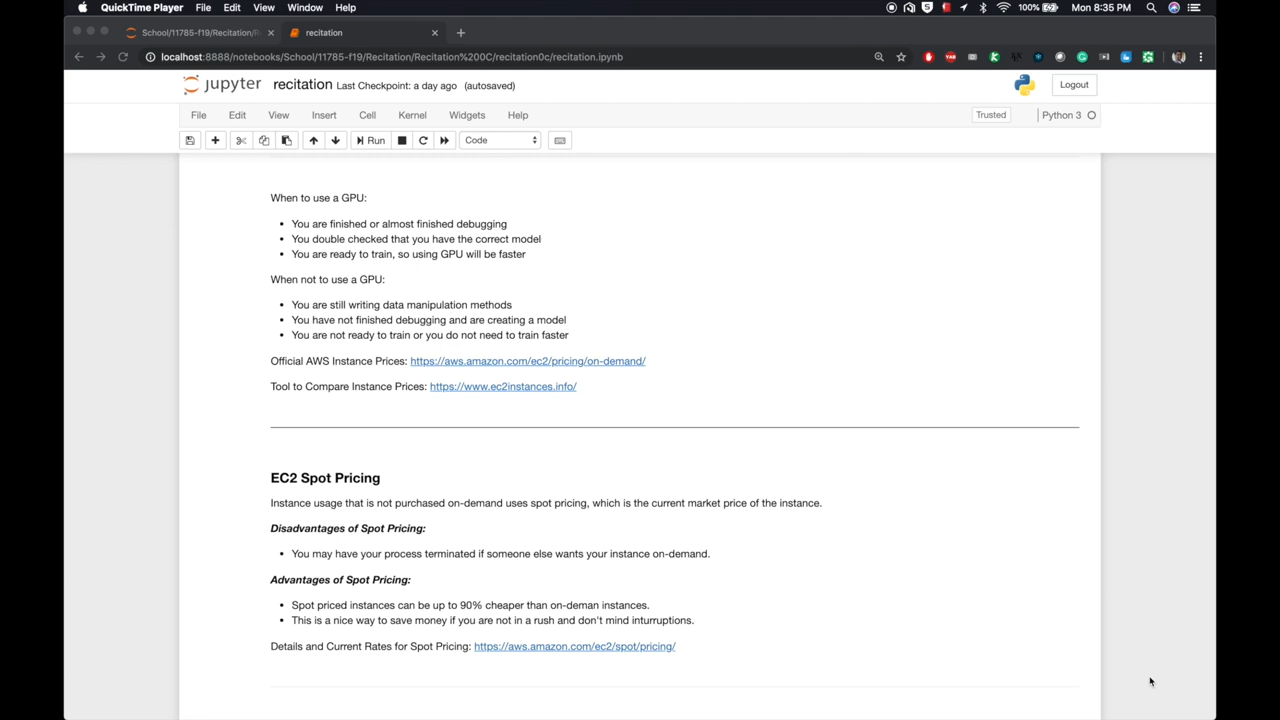 QuickTime Player File Edit View Window Help 100% Mon 8:35 PM
School/11785-f19/Recitation/R recitation
localhost:8888/notebooks/School/11785-f19/Recitation/Recitation%200C/recitation0c/recitation.ipynb
jupyter recitation Last Checkpoint: a day ago (autosaved) Logout
File Edit View Insert Cell Kernel Widgets Help Trusted Python 3
Run Code
When to use a GPU:
• You are finished or almost finished debugging
• You double checked that you have the correct model
• You are ready to train, so using GPU will be faster
When not to use a GPU:
• You are still writing data manipulation methods
• You have not finished debugging and are creating a model
• You are not ready to train or you do not need to train faster
Official AWS Instance Prices: https://aws.amazon.com/ec2/pricing/on-demand/
Tool to Compare Instance Prices: https://www.ec2instances.info/
EC2 Spot Pricing
Instance usage that is not purchased on-demand uses spot pricing, which is the current market price of the instance.
Disadvantages of Spot Pricing:
• You may have your process terminated if someone else wants your instance on-demand.
Advantages of Spot Pricing:
• Spot priced instances can be up to 90% cheaper than on-deman instances.
• This is a nice way to save money if you are not in a rush and don't mind inturruptions.
Details and Current Rates for Spot Pricing: https://aws.amazon.com/ec2/spot/pricing/